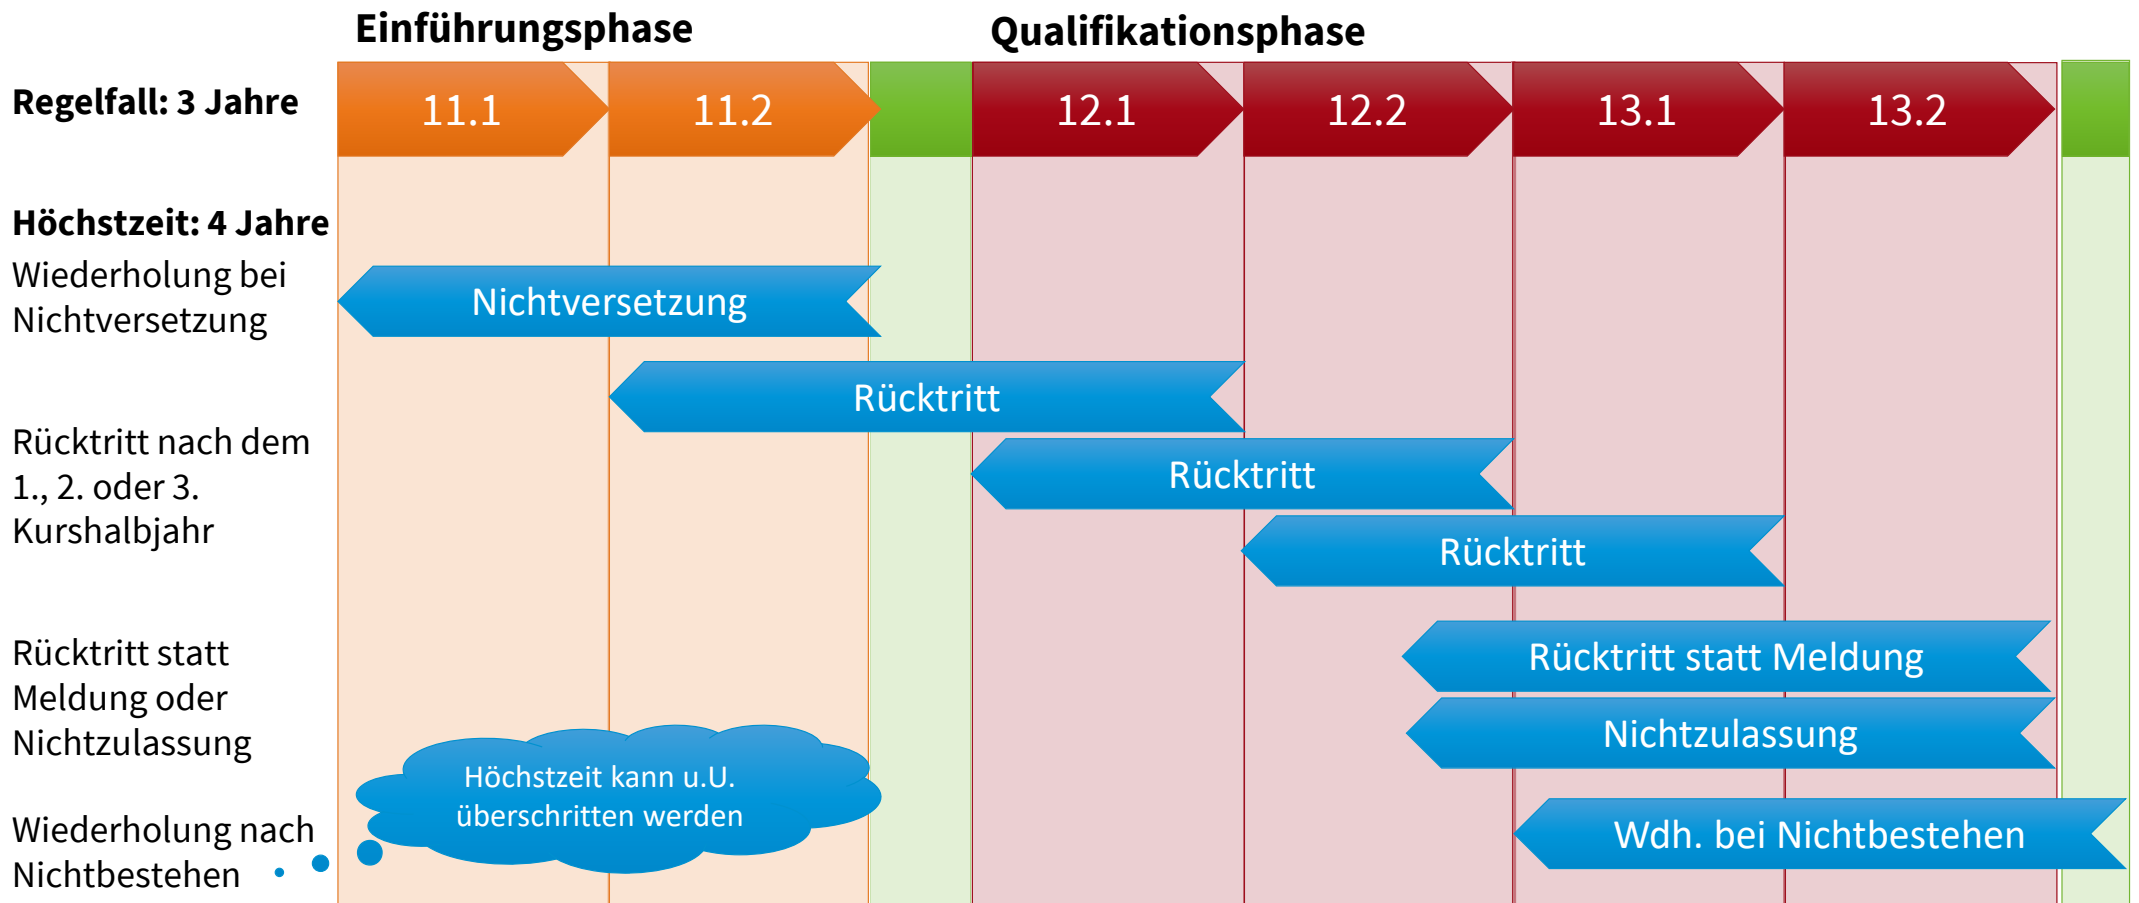 Einführungsphase
Qualifikationsphase
Regelfall: 3 Jahre
11.1
11.2
12.1
12.2
13.1
13.2
Höchstzeit: 4 Jahre
Wiederholung bei
Nichtversetzung
Nichtversetzung
Rücktritt
Rücktritt nach dem
1., 2. oder 3.
Kurshalbjahr
Rücktritt
Rücktritt
Rücktritt statt
Meldung oder
Nichtzulassung
Rücktritt statt Meldung
Nichtzulassung
Höchstzeit kann u.U.
überschritten werden
Wiederholung nach
Nichtbestehen
Wdh. bei Nichtbestehen